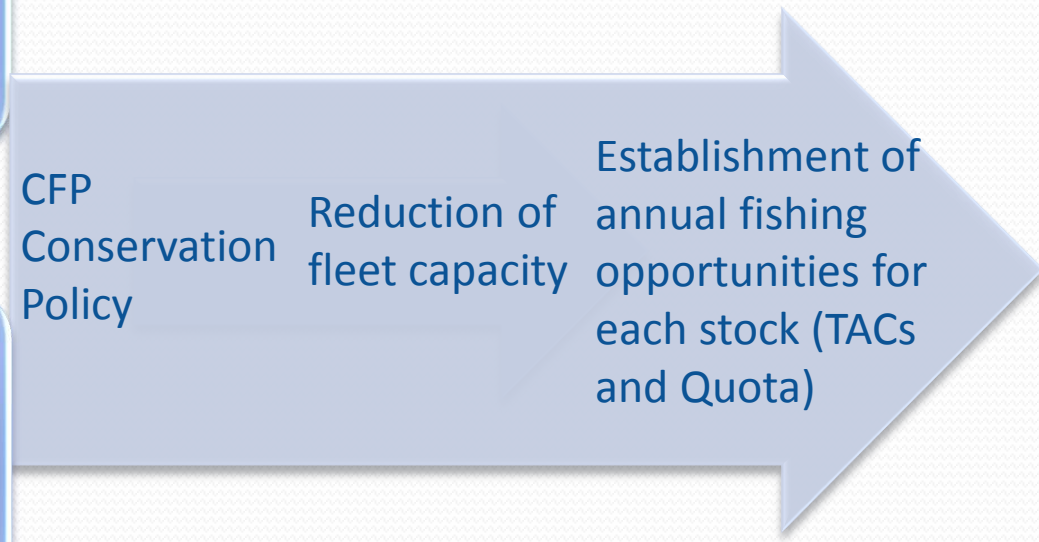 CFP
Conservation
Policy
Reduction of
fleet capacity
Establishment of
annual fishing
opportunities for
each stock (TACs
and Quota)